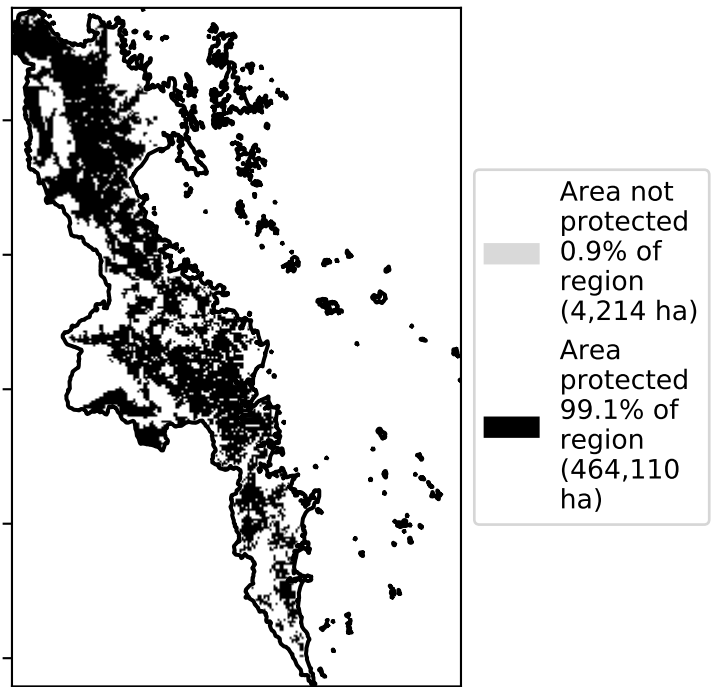 Area not
protected
0.9% of
region
(4,214 ha)
Area
protected
99.1% of
region
(464,110
ha)